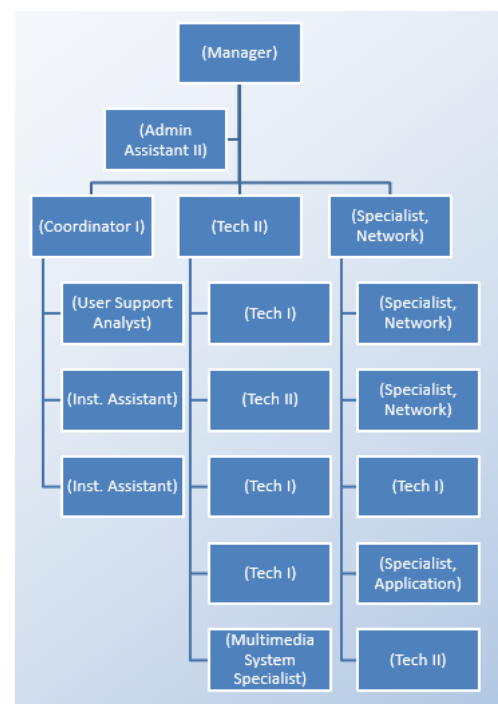 (Manager)
(Admin
Assistant II)
(Coordinator I)
(Tech II)
(Specialist,
Network)
(User Support
Analyst)
(Tech I)
(Specialist,
Network)
(Inst. Assistant)
(Tech II)
(Specialist,
Network)
(Inst. Assistant)
(Tech I)
(Tech I)
(Tech I)
(Specialist,
Application)
(Multimedia
System
Specialist)
(Tech II)